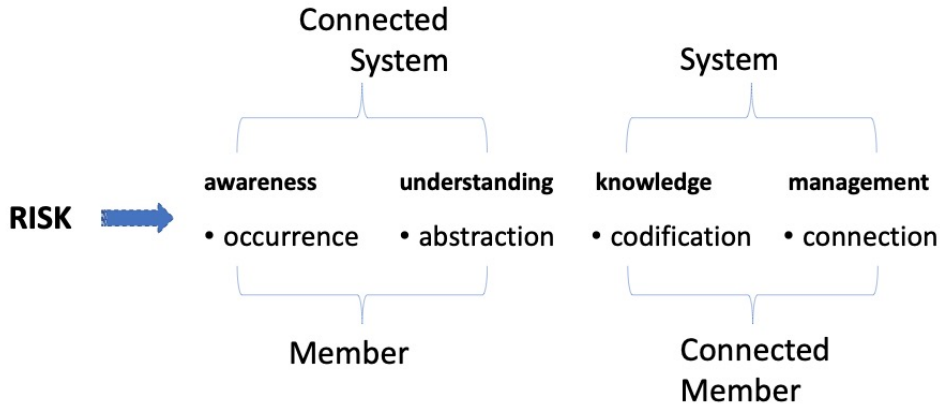 Connected
System
System
awareness
understanding
knowledge
management
RISK
• occurrence
• abstraction
• codification
• connection
Member
Connected
Member